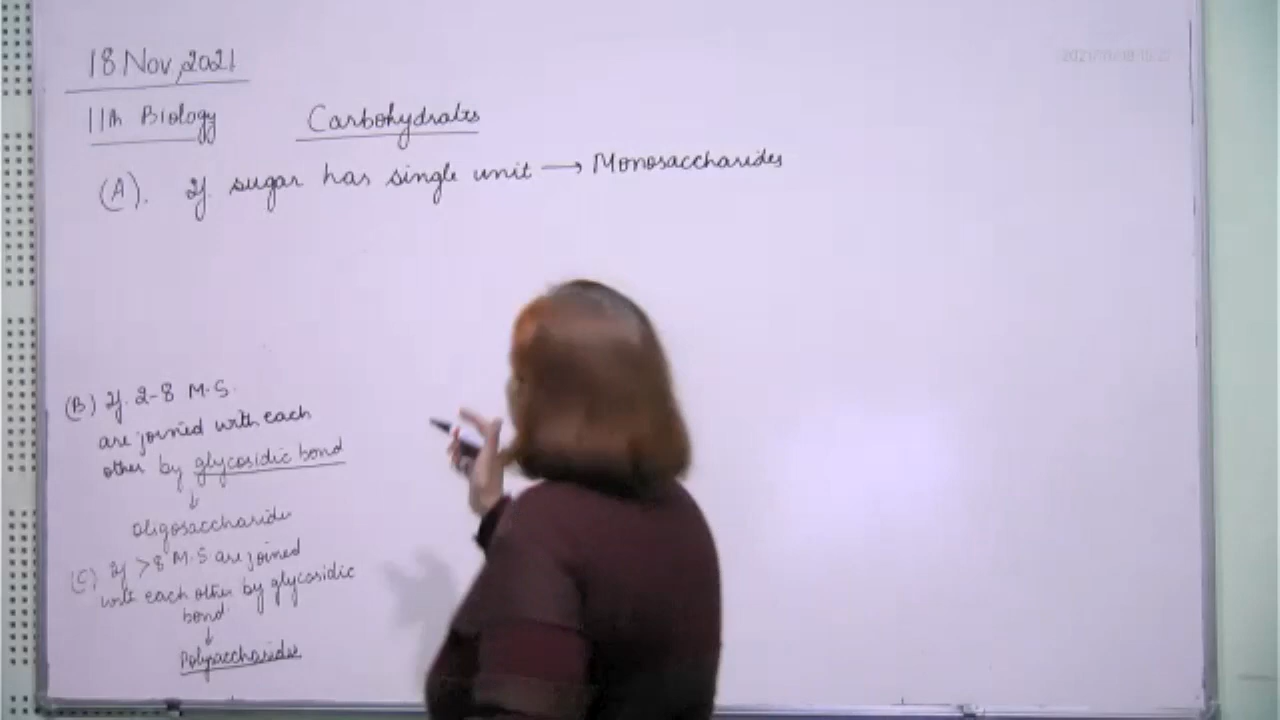 18 Nov, 2021
11th Biology Carbohydrates
(A). If sugar has single unit → Monosaccharides
(B) If 2-8 M.S.
are joined with each
other by glycosidic bond
↓
Oligosaccharide
(C) If >8 M.S are joined
with each other by glycosidic
bond.
↓
Polysaccharides